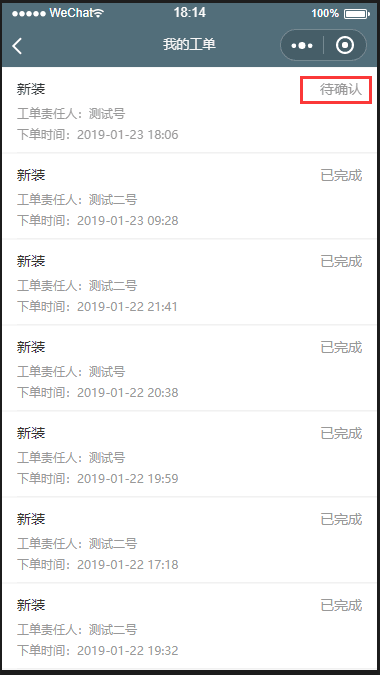 WeChat 18:14 100%
我的工单
新装 待确认
工单责任人：测试号
下单时间：2019-01-23 18:06
新装 已完成
工单责任人：测试二号
下单时间：2019-01-23 09:28
新装 已完成
工单责任人：测试二号
下单时间：2019-01-22 21:41
新装 已完成
工单责任人：测试号
下单时间：2019-01-22 20:38
新装 已完成
工单责任人：测试号
下单时间：2019-01-22 19:59
新装 已完成
工单责任人：测试二号
下单时间：2019-01-22 17:18
新装 已完成
工单责任人：测试二号
下单时间：2019-01-22 19:32